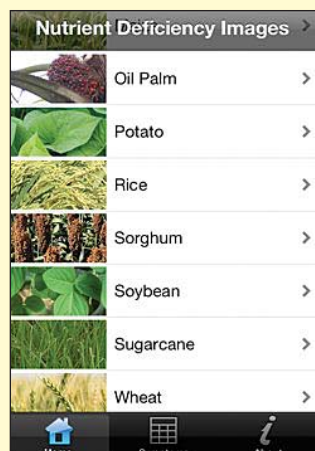 Nutrient Deficiency Images
Oil Palm
Potato
Rice
Sorghum
Soybean
Sugarcane
Wheat